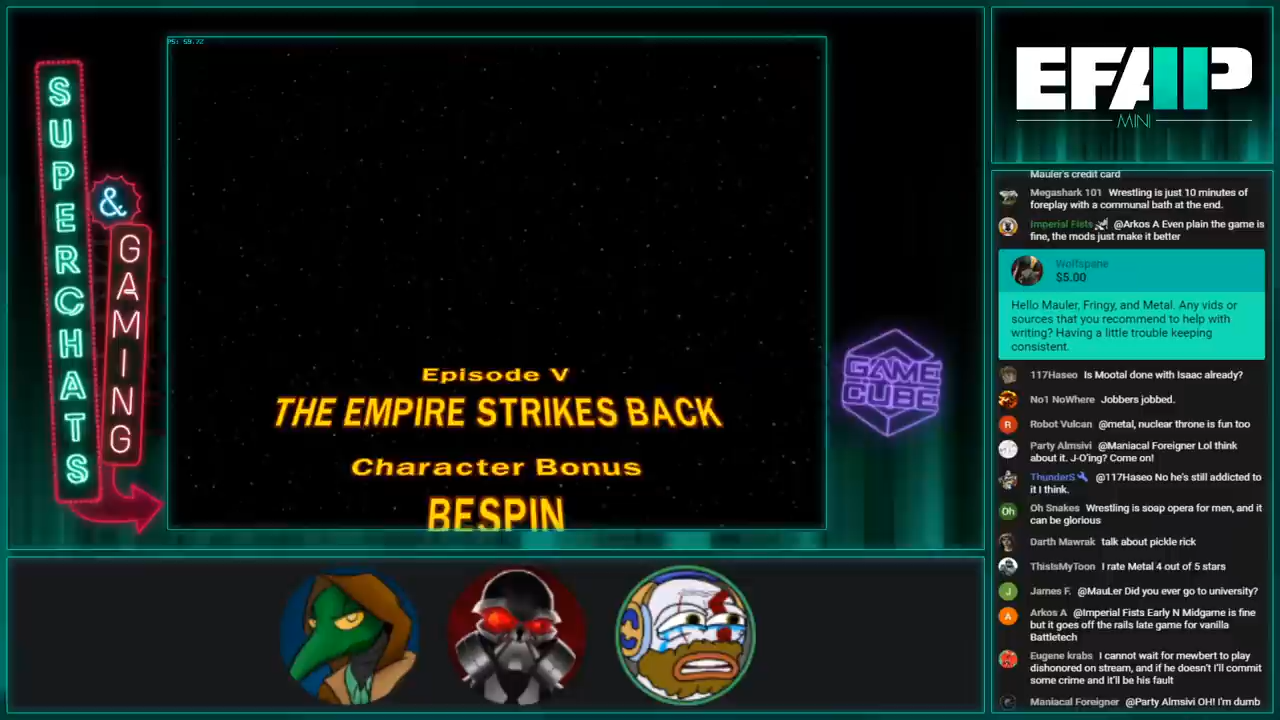 SUPERCHATS
&
GAMING
PS: 59.72
Episode V
THE EMPIRE STRIKES BACK
Character Bonus
BESPIN
GAME
CUBE
EFAP
MINI
Mauler's credit card
Megashark 101 Wrestling is just 10 minutes of
foreplay with a communal bath at the end.
Imperial Fists @Arkos A Even plain the game is
fine, the mods just make it better
Wolfspane
$5.00
Hello Mauler, Fringy, and Metal. Any vids or
sources that you recommend to help with
writing? Having a little trouble keeping
consistent.
117Haseo Is Mootal done with Isaac already?
No1 NoWhere Jobbers jobbed.
R Robot Vulcan @metal, nuclear throne is fun too
Party Almsivi @Maniacal Foreigner Lol think
about it. J-O'ing? Come on!
ThunderS @117Haseo No he's still addicted to
it I think.
Oh Oh Snakes Wrestling is soap opera for men, and it
can be glorious
Darth Mawrak talk about pickle rick
ThisIsMyToon I rate Metal 4 out of 5 stars
J James F. @MauLer Did you ever go to university?
A Arkos A @Imperial Fists Early N Midgame is fine
but it goes off the rails late game for vanilla
Battletech
Eugene krabs I cannot wait for mewbert to play
dishonored on stream, and if he doesn't I'll commit
some crime and it'll be his fault
Maniacal Foreigner @Party Almsivi OH! I'm dumb